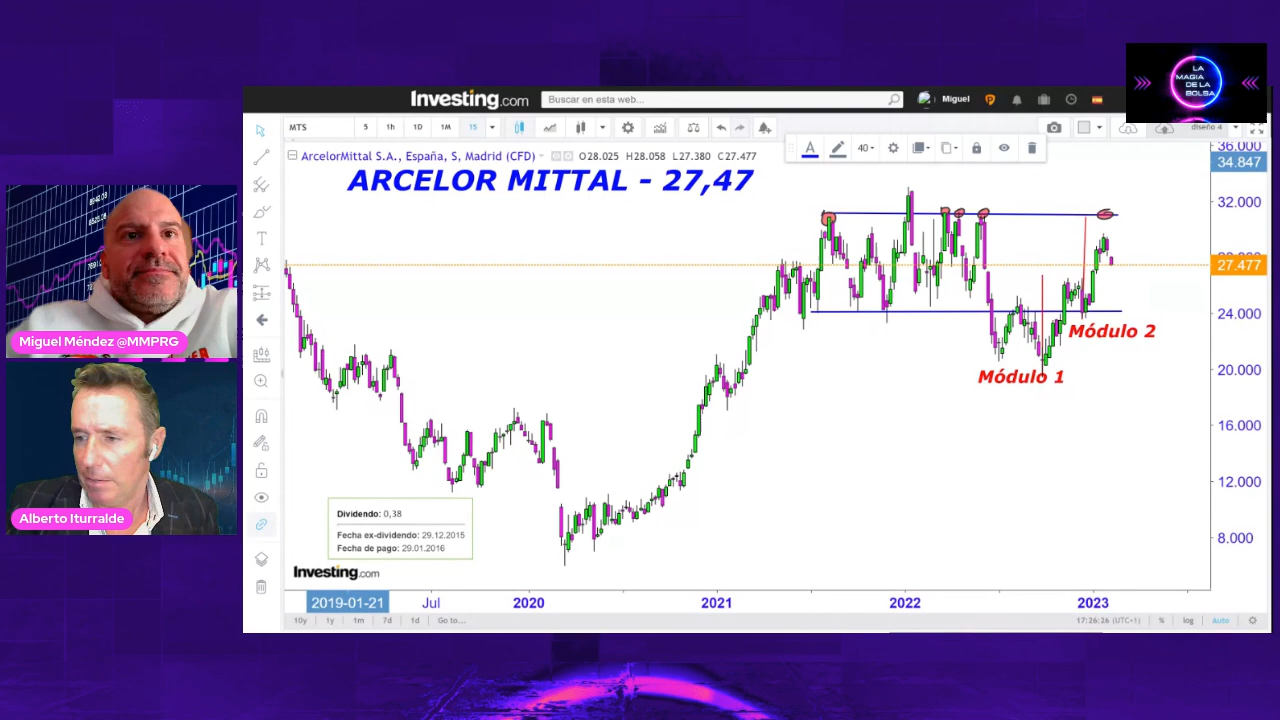 Investing.com
Buscar en esta web...
Miguel
LA
MAGIA
DE LA
BOLSA
MTS
5
1h
1D
1M
15
diseño 4
A
40
ArcelorMittal S.A., España, S, Madrid (CFD)
O28.025 H28.058 L27.380 C27.477
ARCELOR MITTAL - 27,47
36.000
34.847
32.000
27.477
24.000
20.000
16.000
12.000
8.000
Módulo 2
Módulo 1
Miguel Méndez @MMPRG
Alberto Iturralde
Dividendo: 0,38
Fecha ex-dividendo: 29.12.2015
Fecha de pago: 29.01.2016
Investing.com
2019-01-21
Jul
2020
2021
2022
2023
10y
1y
1m
7d
1d
Go to...
17:26:26 (UTC+1)
%
log
Auto